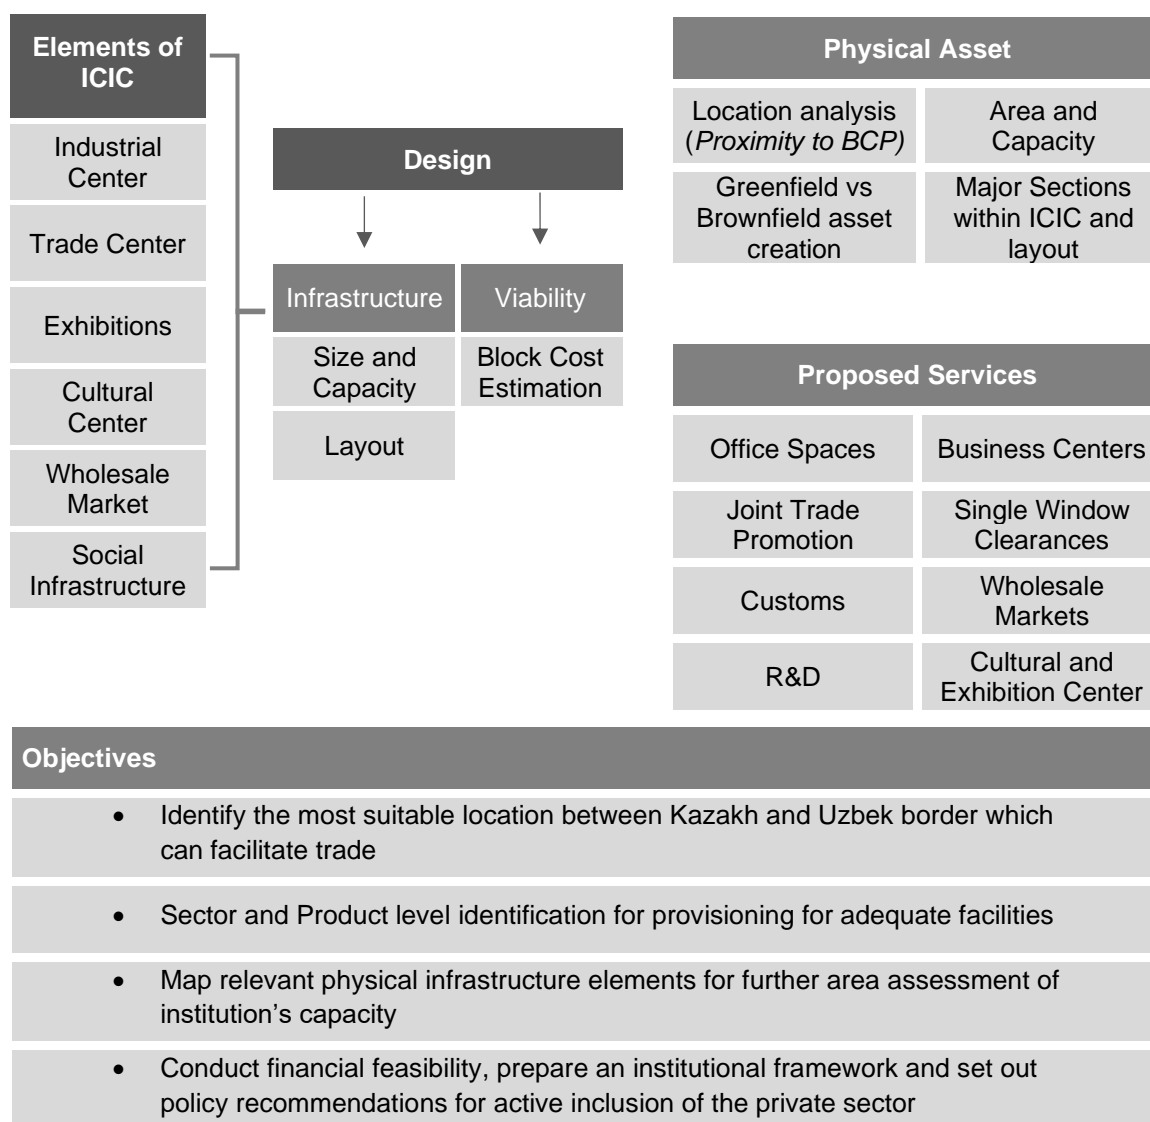 Elements of
ICIC
Industrial
Center
Trade Center
Exhibitions
Cultural
Center
Wholesale
Market
Social
Infrastructure
Design
Infrastructure
Viability
Size and
Capacity
Block Cost
Estimation
Layout
Physical Asset
Location analysis
(Proximity to BCP)
Area and
Capacity
Greenfield vs
Brownfield asset
creation
Major Sections
within ICIC and
layout
Proposed Services
Office Spaces
Business Centers
Joint Trade
Promotion
Single Window
Clearances
Customs
Wholesale
Markets
R&D
Cultural and
Exhibition Center
Objectives
• Identify the most suitable location between Kazakh and Uzbek border which
can facilitate trade
• Sector and Product level identification for provisioning for adequate facilities
• Map relevant physical infrastructure elements for further area assessment of
institution’s capacity
• Conduct financial feasibility, prepare an institutional framework and set out
policy recommendations for active inclusion of the private sector